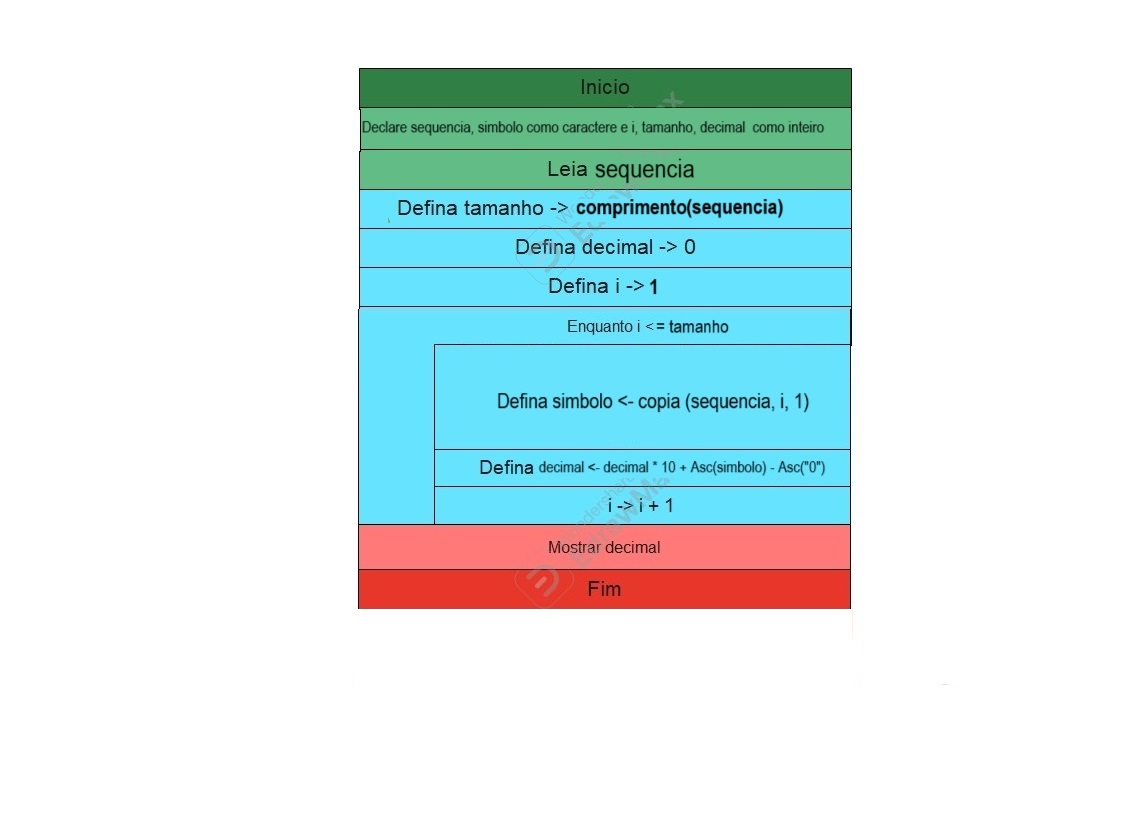 Inicio
Declare sequencia, simbolo como caractere e i, tamanho, decimal como inteiro
Leia sequencia
Defina tamanho -> comprimento(sequencia)
Defina decimal -> 0
Defina i -> 1
Enquanto i <= tamanho
Defina simbolo <- copia (sequencia, i, 1)
Defina decimal <- decimal * 10 + Asc(simbolo) - Asc("0")
i -> i + 1
Mostrar decimal
Fim